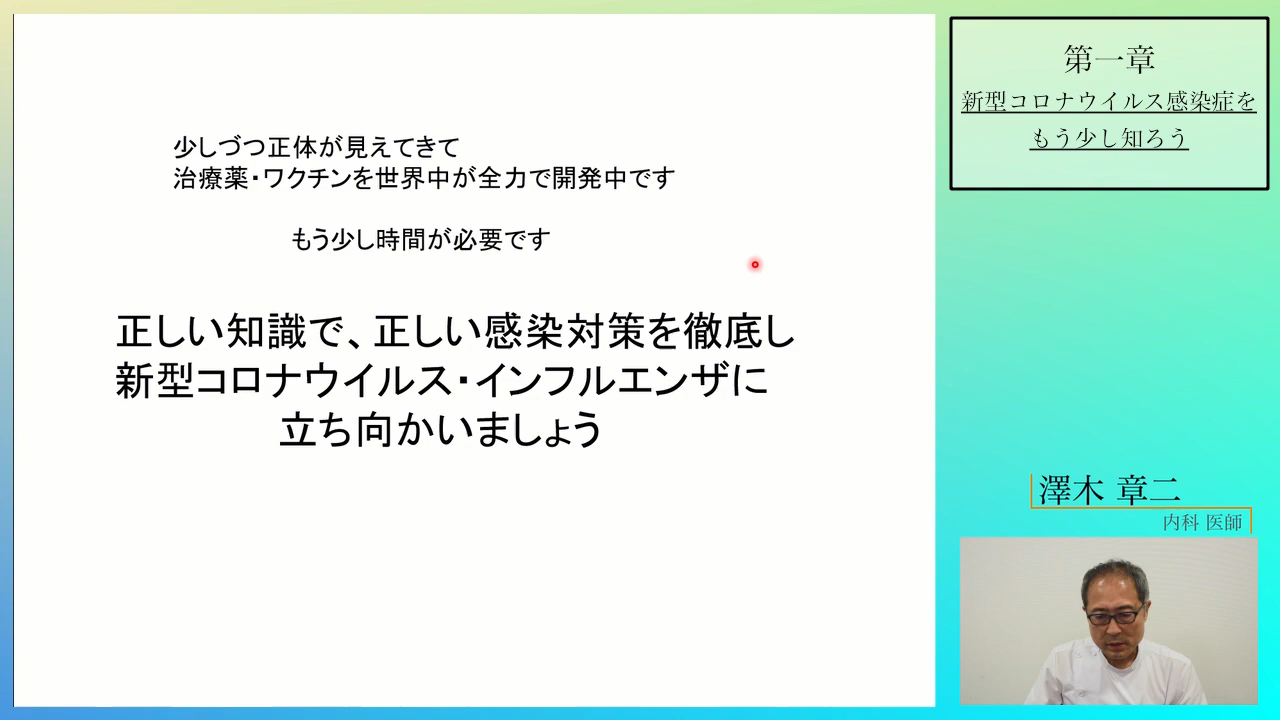 少しづつ正体が見えてきて
治療薬・ワクチンを世界中が全力で開発中です
もう少し時間が必要です
正しい知識で、正しい感染対策を徹底し
新型コロナウイルス・インフルエンザに
立ち向かいましょう
第一章
新型コロナウイルス感染症を
もう少し知ろう
澤木 章二
内科 医師